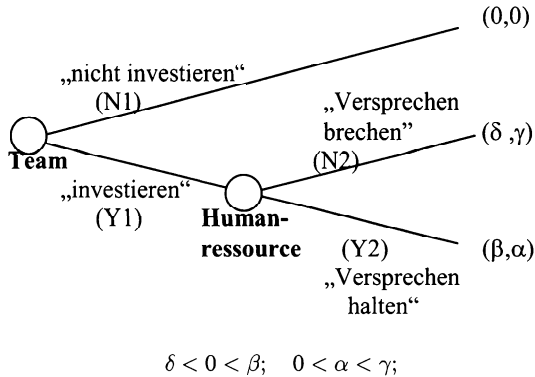 (0,0)
„nicht investieren“
(N1)
„Versprechen
brechen”
(N2)
(δ ,γ)
Team
„investieren“
(Y1)
Human-
ressource
(Y2)
(β,α)
„Versprechen
halten“
δ < 0 < β;   0 < α < γ;